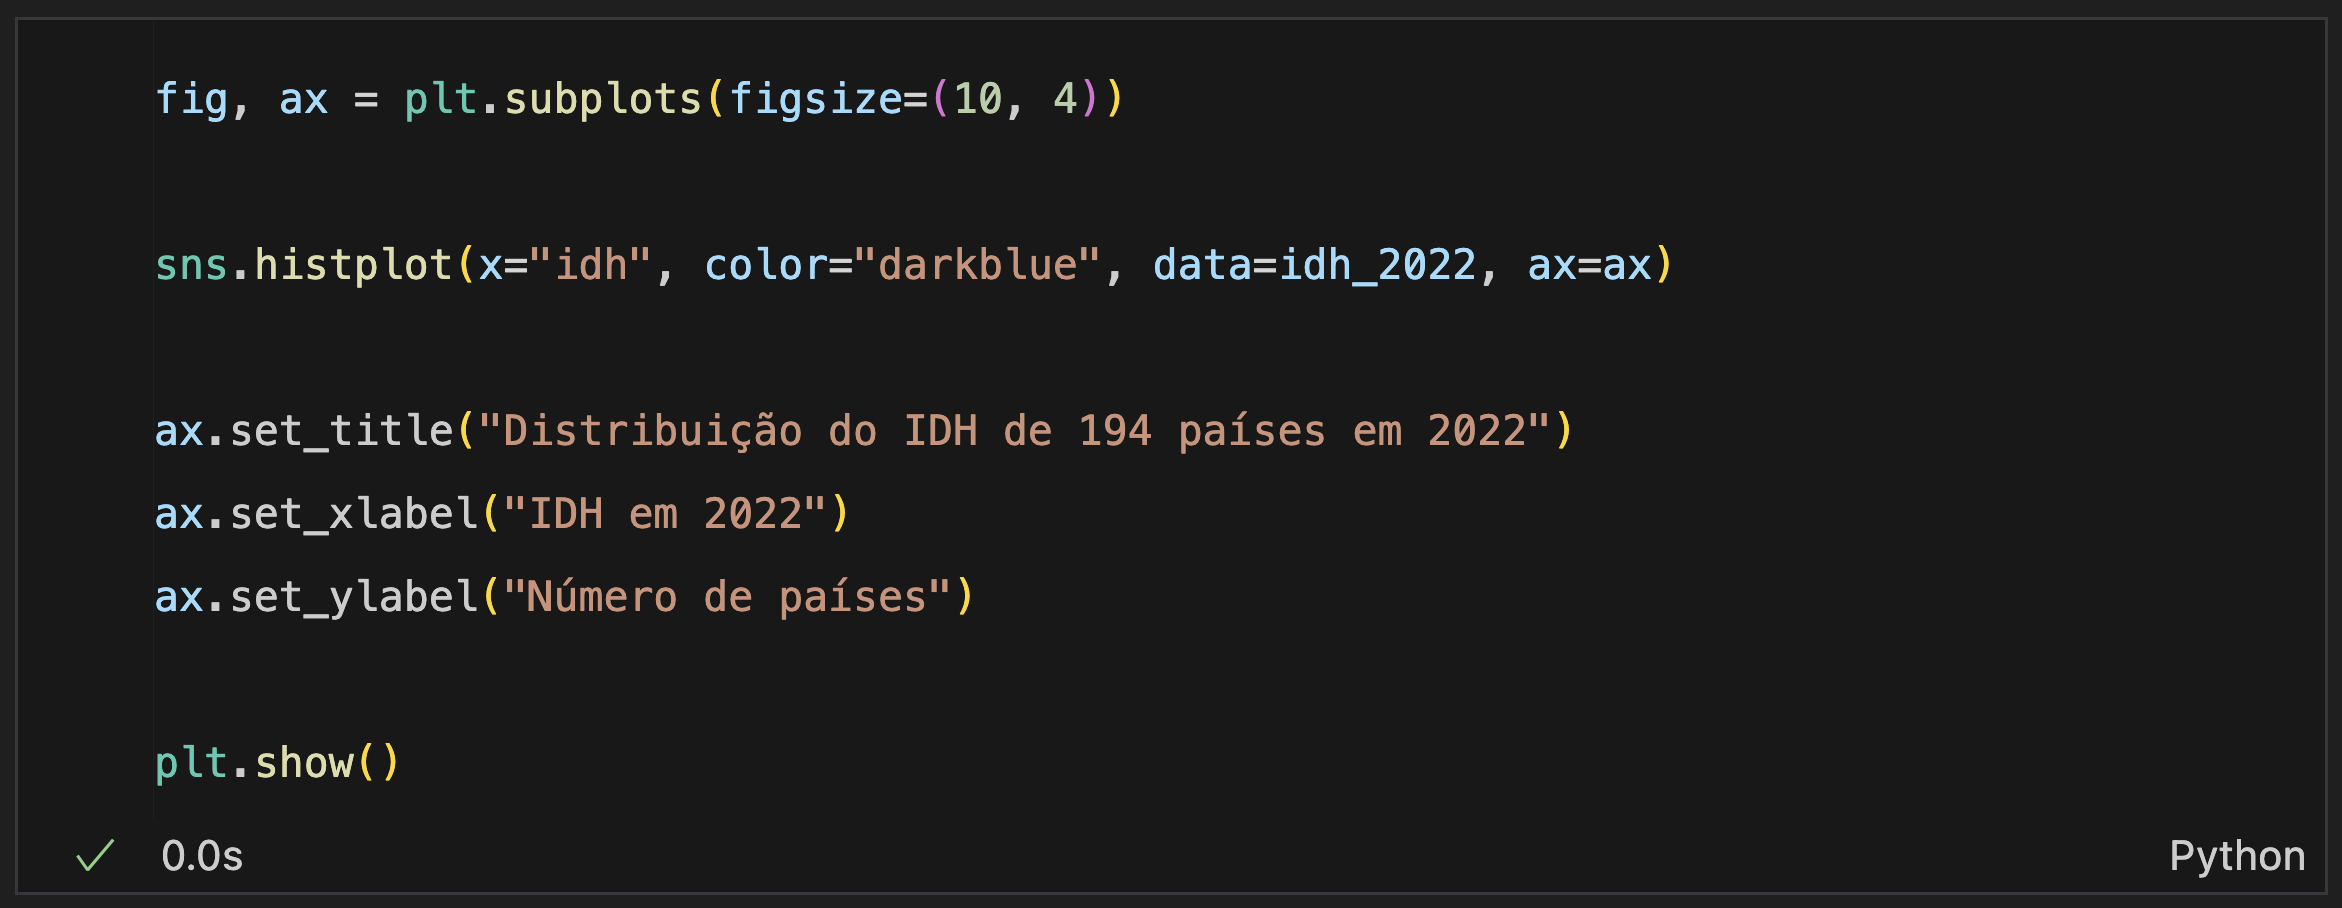 fig, ax = plt.subplots(figsize=(10, 4))
sns.histplot(x="idh", color="darkblue", data=idh_2022, ax=ax)
ax.set_title("Distribuição do IDH de 194 países em 2022")
ax.set_xlabel("IDH em 2022")
ax.set_ylabel("Número de países")
plt.show()
0.0s
Python